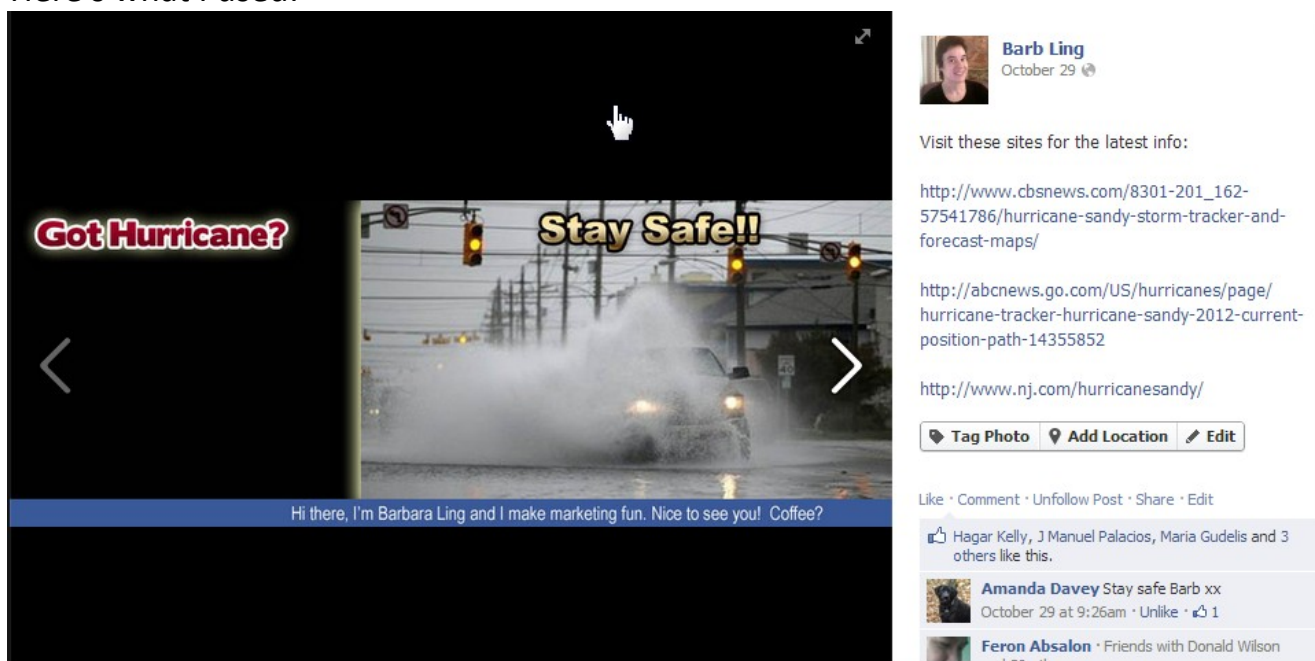 Got Hurricane?
Stay Safe!!
40
Hi there, I'm Barbara Ling and I make marketing fun. Nice to see you! Coffee?
Barb Ling
October 29
Visit these sites for the latest info:
http://www.cbsnews.com/8301-201_162-
57541786/hurricane-sandy-storm-tracker-and-
forecast-maps/
http://abcnews.go.com/US/hurricanes/page/
hurricane-tracker-hurricane-sandy-2012-current-
position-path-14355852
http://www.nj.com/hurricanesandy/
Tag Photo Add Location Edit
Like · Comment · Unfollow Post · Share · Edit
Hagar Kelly, J Manuel Palacios, Maria Gudelis and 3
others like this.
Amanda Davey Stay safe Barb xx
October 29 at 9:26am · Unlike · 1
Feron Absalon · Friends with Donald Wilson